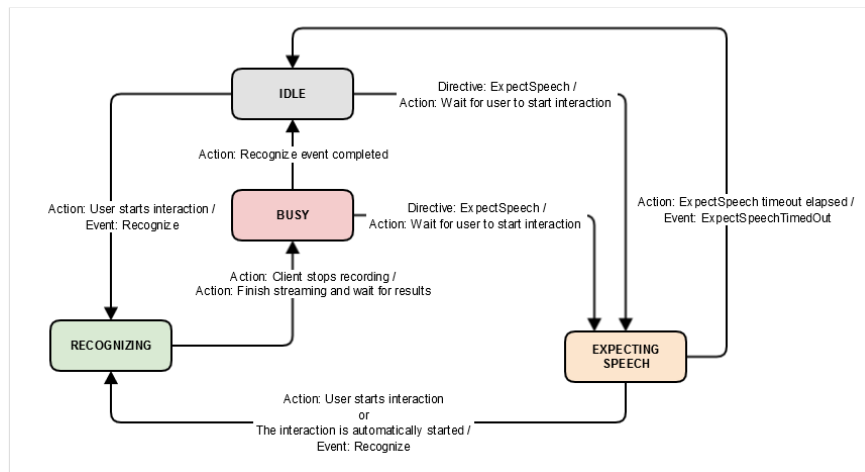 IDLE
Directive: ExpectSpeech /
Action: Wait for user to start interaction
Action: Recognize event completed
BUSY
Directive: ExpectSpeech /
Action: Wait for user to start interaction
Action: User starts interaction /
Event: Recognize
Action: ExpectSpeech timeout elapsed /
Event: ExpectSpeechTimedOut
Action: Client stops recording /
Action: Finish streaming and wait for results
RECOGNIZING
EXPECTING
SPEECH
Action: User starts interaction
or
The interaction is automatically started /
Event: Recognize